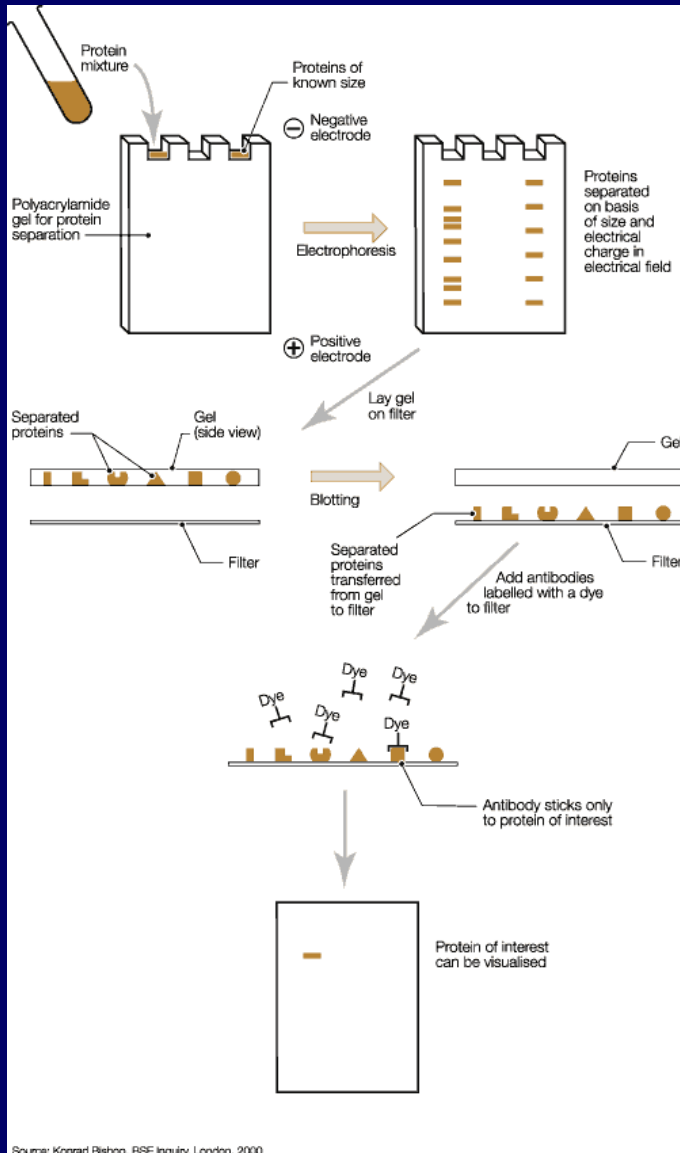 Protein
mixture
Proteins of
known size
− Negative
electrode
Polyacrylamide
gel for protein
separation
Electrophoresis
Proteins
separated
on basis
of size and
electrical
charge in
electrical field
+ Positive
electrode
Lay gel
on filter
Separated
proteins
Gel
(side view)
Gel
Blotting
Filter
Separated
proteins
transferred
from gel
to filter
Filter
Add antibodies
labelled with a dye
to filter
Dye
Dye
Dye
Dye
Dye
Antibody sticks only
to protein of interest
Protein of interest
can be visualised
Source: Konrad Bishop, BSE Inquiry, London, 2000